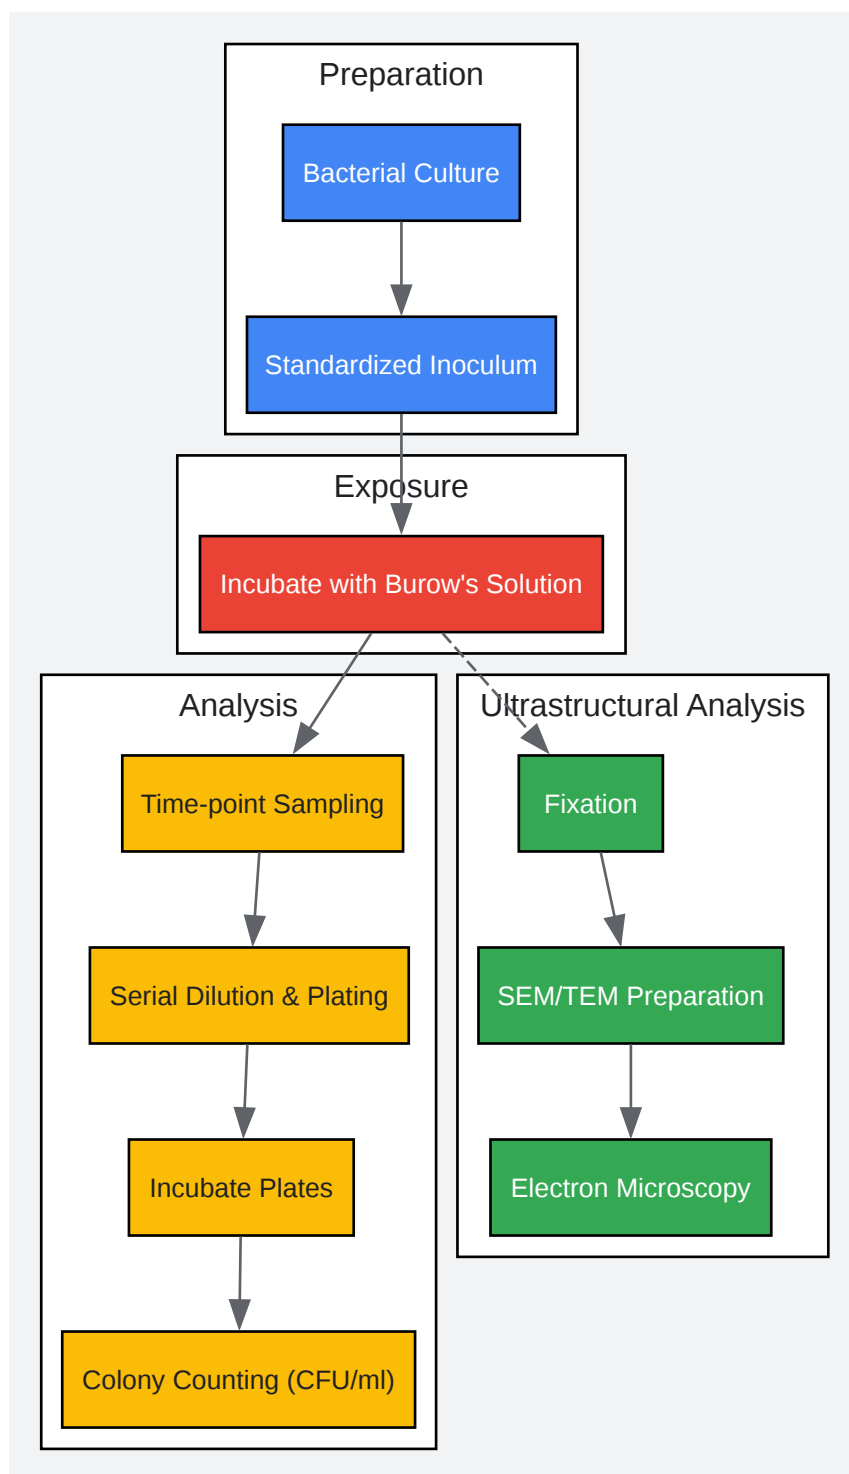 Preparation
Bacterial Culture
Standardized Inoculum
Exposure
Incubate with Burow's Solution
Analysis
Time-point Sampling
Serial Dilution & Plating
Incubate Plates
Colony Counting (CFU/ml)
Ultrastructural Analysis
Fixation
SEM/TEM Preparation
Electron Microscopy